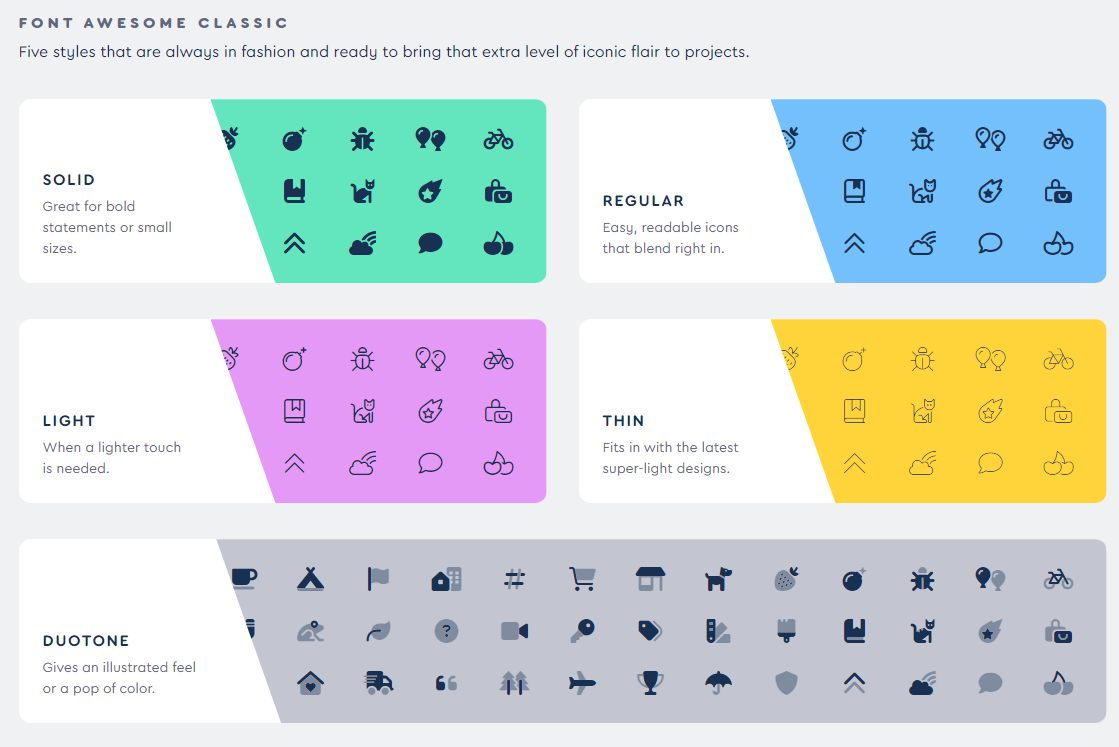 FONT AWESOME CLASSIC
Five styles that are always in fashion and ready to bring that extra level of iconic flair to projects.
SOLID
Great for bold
statements or small
sizes.
REGULAR
Easy, readable icons
that blend right in.
LIGHT
When a lighter touch
is needed.
THIN
Fits in with the latest
super-light designs.
DUOTONE
Gives an illustrated feel
or a pop of color.